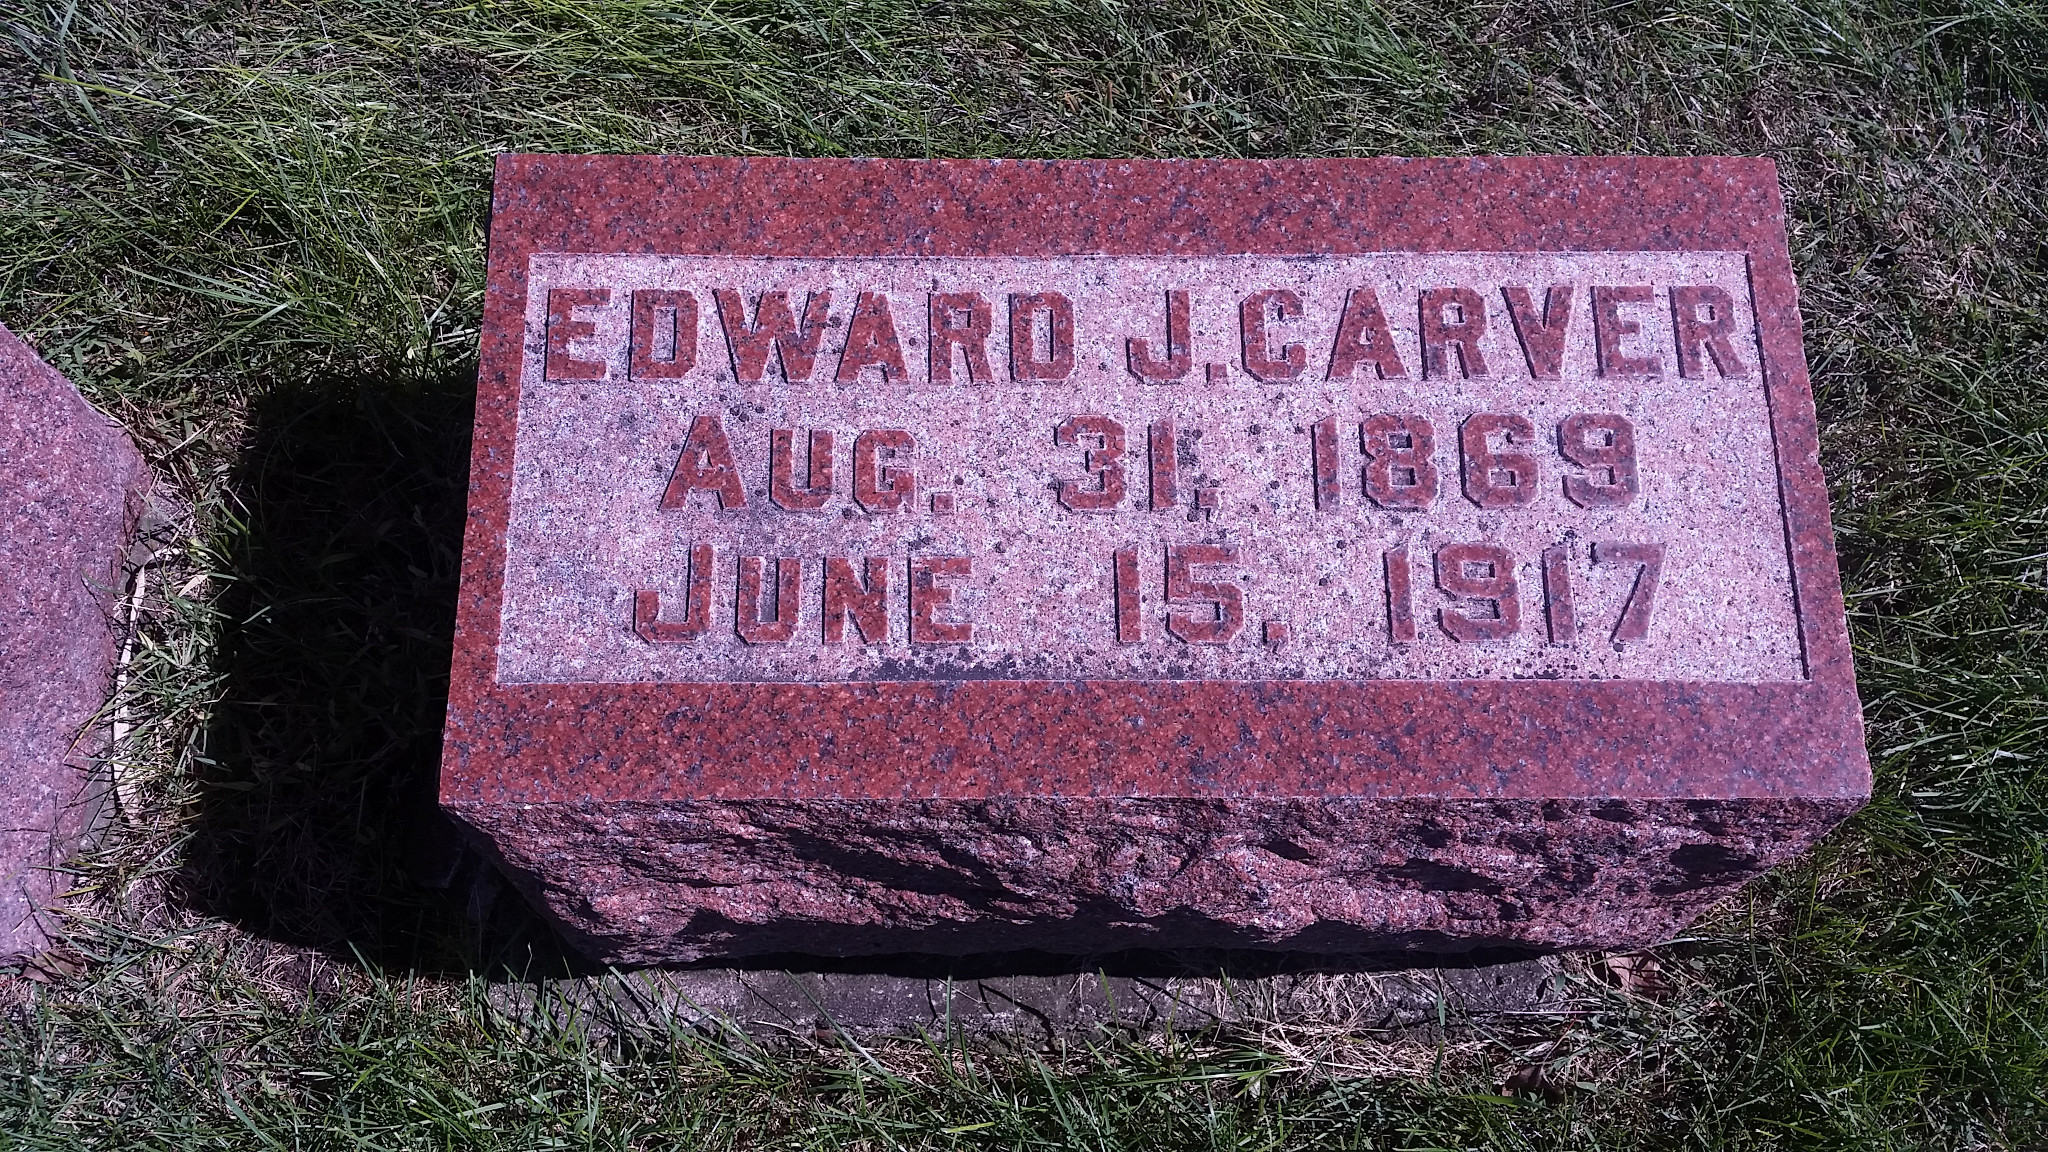 EDWARD J. CARVER
AUG. 31, 1869
JUNE 15, 1917